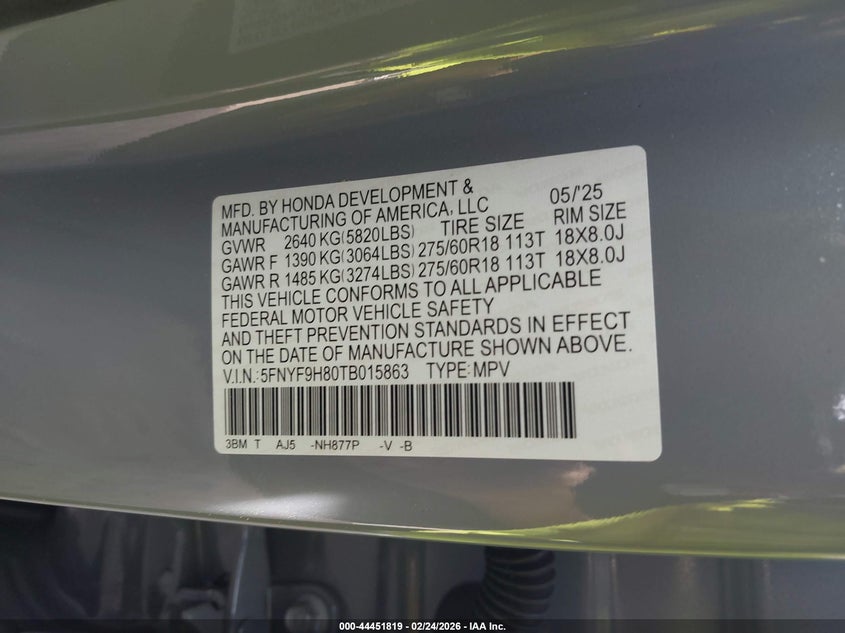 MFD. BY HONDA DEVELOPMENT & 05/'25
MANUFACTURING OF AMERICA, LLC
GVWR 2640 KG(5820LBS) TIRE SIZE RIM SIZE
GAWR F 1390 KG(3064LBS) 275/60R18 113T 18X8.0J
GAWR R 1485 KG(3274LBS) 275/60R18 113T 18X8.0J
THIS VEHICLE CONFORMS TO ALL APPLICABLE
FEDERAL MOTOR VEHICLE SAFETY
AND THEFT PREVENTION STANDARDS IN EFFECT
ON THE DATE OF MANUFACTURE SHOWN ABOVE.
V.I.N.:5FNYF9H80TB015863 TYPE:MPV
3BM T AJ5 -NH877P -V -B
000-44451819 - 02/24/2026 - IAA Inc.